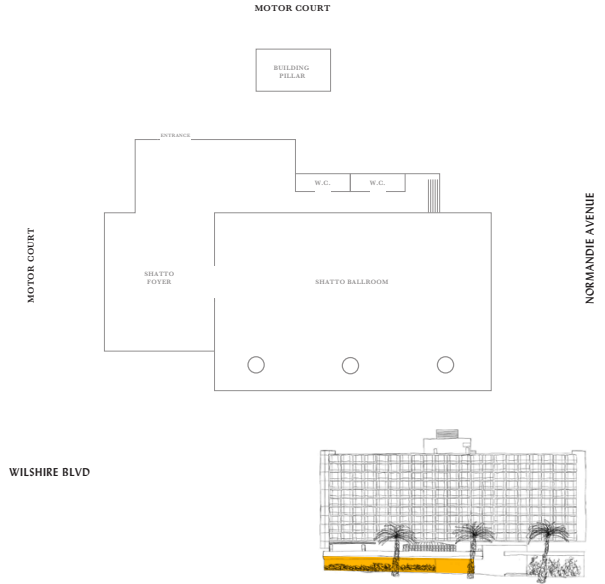 MOTOR COURT
BUILDING
PILLAR
ENTRANCE
W.C.
W.C.
MOTOR COURT
SHATTO
FOYER
SHATTO BALLROOM
NORMANDIE AVENUE
WILSHIRE BLVD